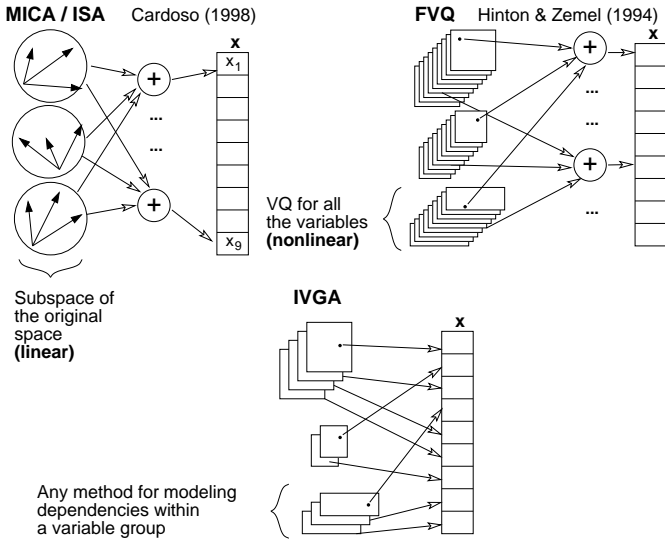 MICA / ISA Cardoso (1998)
x
x1
+
...
...
+
x9
Subspace of
the original
space
(linear)
FVQ Hinton & Zemel (1994)
x
+
...
...
+
...
VQ for all
the variables
(nonlinear)
IVGA
x
Any method for modeling
dependencies within
a variable group